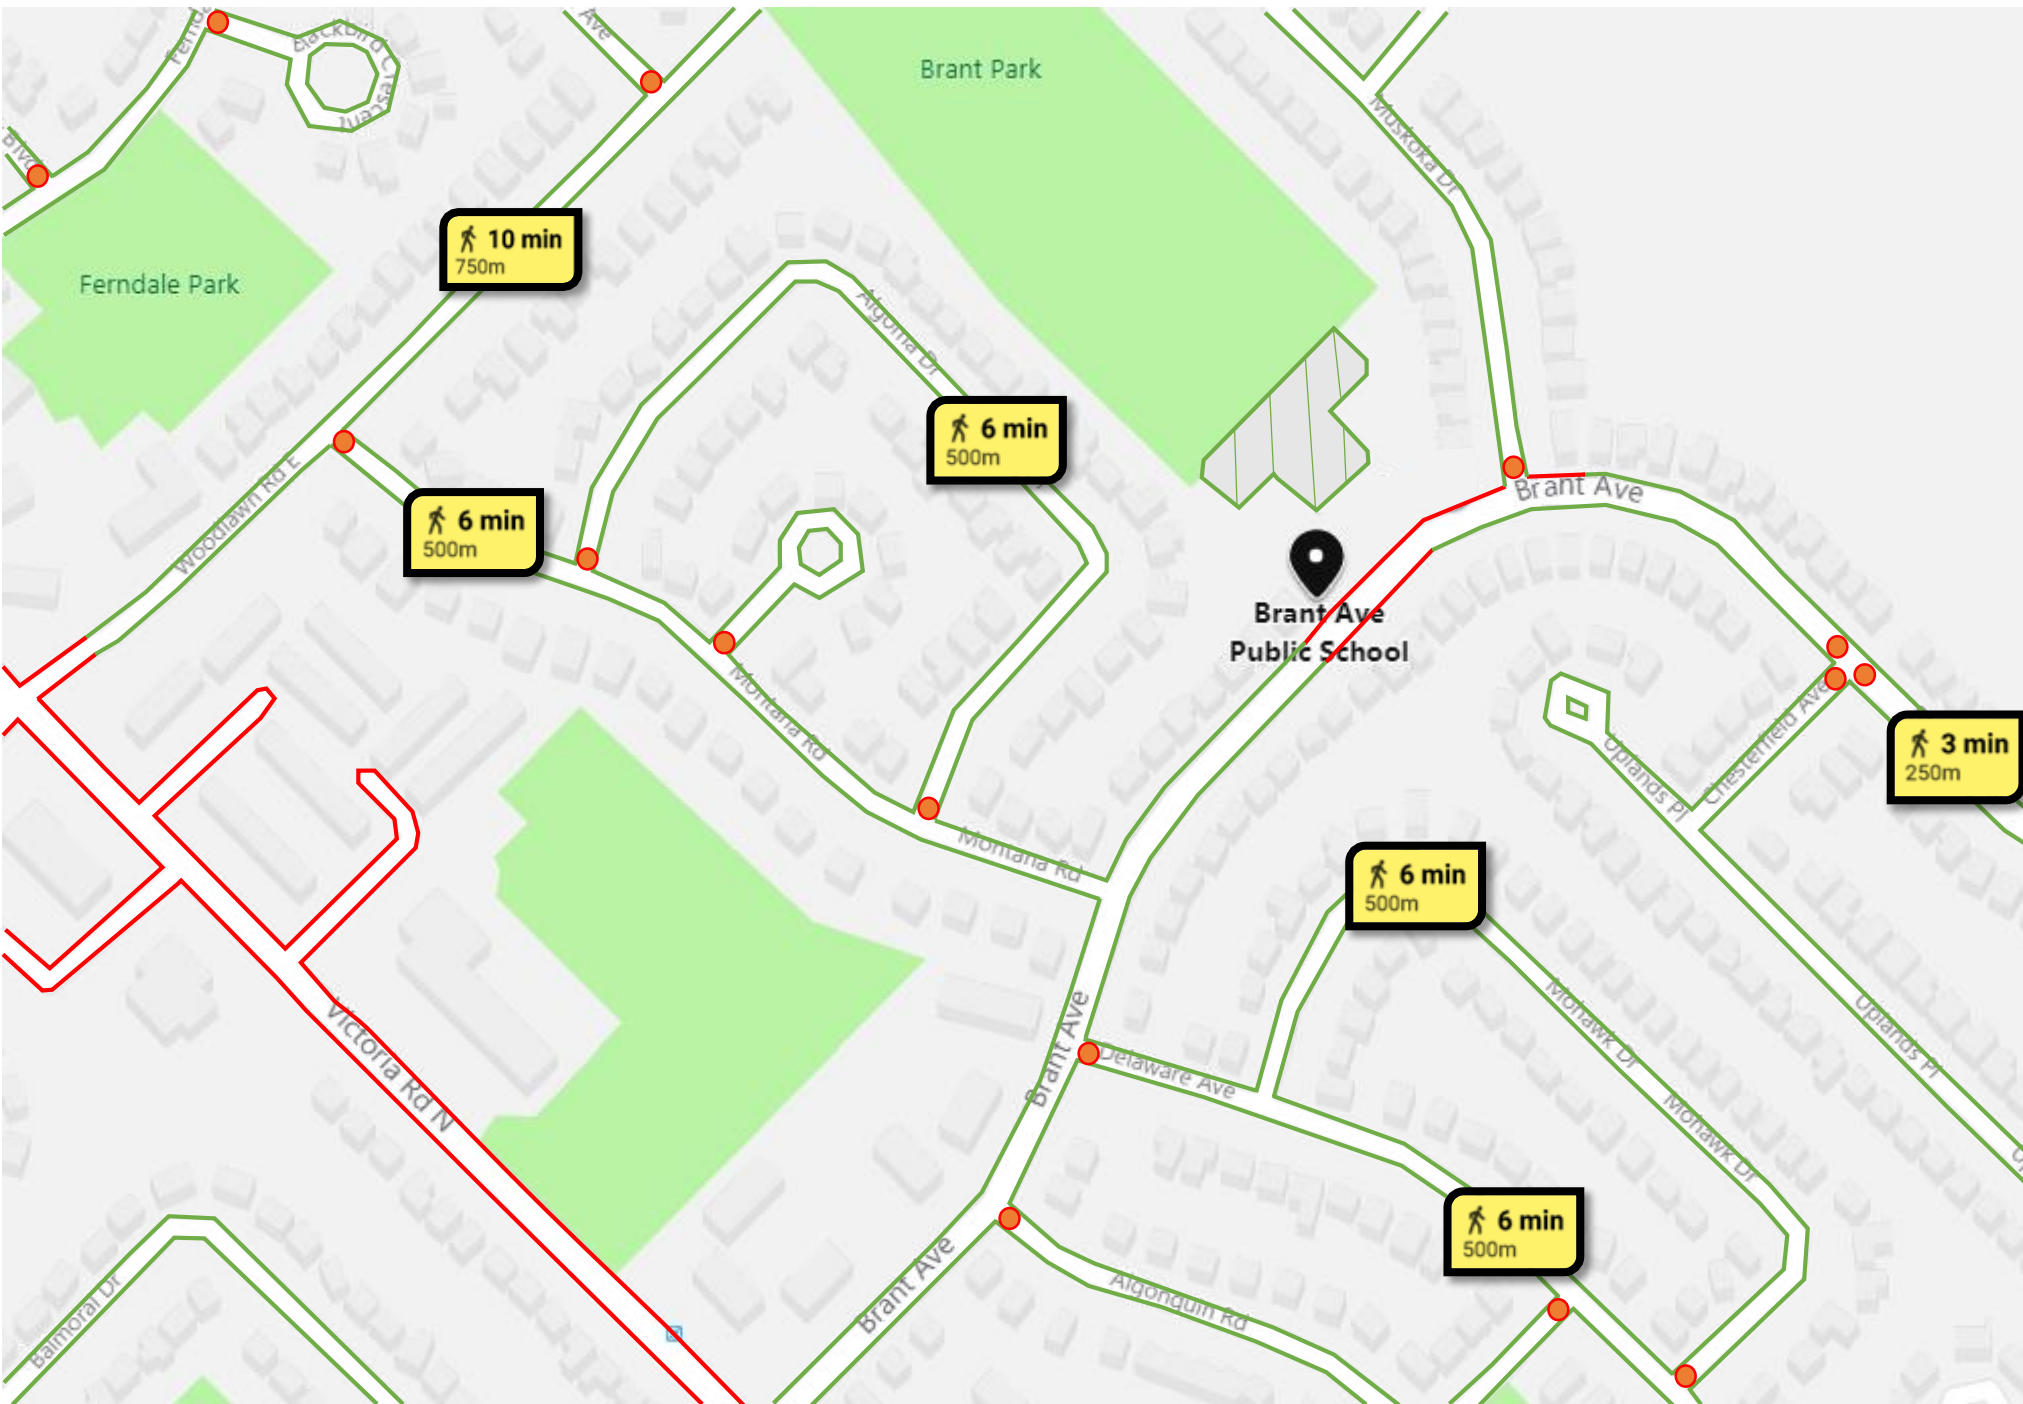 Fernda
Blackbird Crescent
Ave
Brant Park
Blvd
Muskoka Dr
10 min
750m
Ferndale Park
Algoma Dr
6 min
500m
Woodlawn Rd E
6 min
500m
Brant Ave
Brant Ave
Public School
Montana Rd
Chesterfield Ave
Uplands Pl
3 min
250m
Montana Rd
6 min
500m
Victoria Rd N
Brant Ave
Delaware Ave
Mohawk Dr
Uplands Pl
Mohawk Dr
6 min
500m
Brant Ave
Algonquin Rd
Balmoral Dr